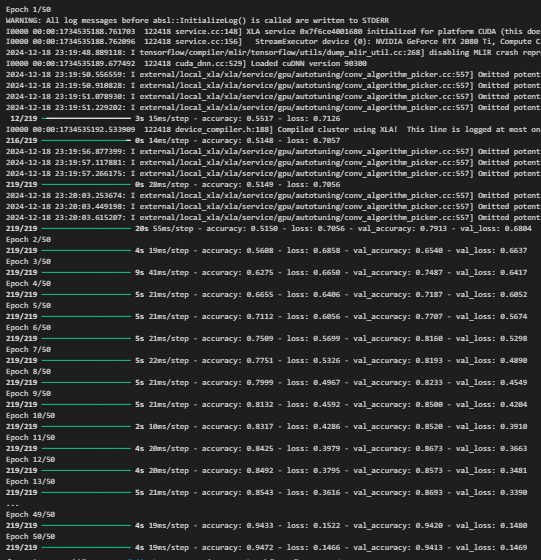 Epoch 1/50
WARNING: All log messages before absl::InitializeLog() is called are written to STDERR
I0000 00:00:1734535188.761703  122418 service.cc:148] XLA service 0x7f6ce4001680 initialized for platform CUDA (this doe
I0000 00:00:1734535188.762096  122418 service.cc:156]   StreamExecutor device (0): NVIDIA GeForce RTX 2080 Ti, Compute C
2024-12-18 23:19:48.889118: I tensorflow/compiler/mlir/tensorflow/utils/dump_mlir_util.cc:268] disabling MLIR crash repr
I0000 00:00:1734535189.677492  122418 cuda_dnn.cc:529] Loaded cuDNN version 90300
2024-12-18 23:19:50.556559: I external/local_xla/xla/service/gpu/autotuning/conv_algorithm_picker.cc:557] Omitted potent
2024-12-18 23:19:50.910828: I external/local_xla/xla/service/gpu/autotuning/conv_algorithm_picker.cc:557] Omitted potent
2024-12-18 23:19:51.078930: I external/local_xla/xla/service/gpu/autotuning/conv_algorithm_picker.cc:557] Omitted potent
2024-12-18 23:19:51.229202: I external/local_xla/xla/service/gpu/autotuning/conv_algorithm_picker.cc:557] Omitted potent
12/219 3s 15ms/step - accuracy: 0.5517 - loss: 0.7126
I0000 00:00:1734535192.533909  122418 device_compiler.h:188] Compiled cluster using XLA!  This line is logged at most on
216/219 0s 14ms/step - accuracy: 0.5148 - loss: 0.7057
2024-12-18 23:19:56.877399: I external/local_xla/xla/service/gpu/autotuning/conv_algorithm_picker.cc:557] Omitted potent
2024-12-18 23:19:57.117881: I external/local_xla/xla/service/gpu/autotuning/conv_algorithm_picker.cc:557] Omitted potent
2024-12-18 23:19:57.266175: I external/local_xla/xla/service/gpu/autotuning/conv_algorithm_picker.cc:557] Omitted potent
219/219 0s 28ms/step - accuracy: 0.5149 - loss: 0.7056
2024-12-18 23:20:03.253674: I external/local_xla/xla/service/gpu/autotuning/conv_algorithm_picker.cc:557] Omitted potent
2024-12-18 23:20:03.449198: I external/local_xla/xla/service/gpu/autotuning/conv_algorithm_picker.cc:557] Omitted potent
2024-12-18 23:20:03.615207: I external/local_xla/xla/service/gpu/autotuning/conv_algorithm_picker.cc:557] Omitted potent
219/219 20s 55ms/step - accuracy: 0.5150 - loss: 0.7056 - val_accuracy: 0.7913 - val_loss: 0.6804
Epoch 2/50
219/219 4s 19ms/step - accuracy: 0.5608 - loss: 0.6858 - val_accuracy: 0.6540 - val_loss: 0.6637
Epoch 3/50
219/219 9s 41ms/step - accuracy: 0.6275 - loss: 0.6650 - val_accuracy: 0.7487 - val_loss: 0.6417
Epoch 4/50
219/219 5s 21ms/step - accuracy: 0.6655 - loss: 0.6406 - val_accuracy: 0.7187 - val_loss: 0.6052
Epoch 5/50
219/219 5s 21ms/step - accuracy: 0.7112 - loss: 0.6056 - val_accuracy: 0.7707 - val_loss: 0.5674
Epoch 6/50
219/219 5s 21ms/step - accuracy: 0.7509 - loss: 0.5699 - val_accuracy: 0.8160 - val_loss: 0.5298
Epoch 7/50
219/219 5s 22ms/step - accuracy: 0.7751 - loss: 0.5326 - val_accuracy: 0.8193 - val_loss: 0.4890
Epoch 8/50
219/219 5s 21ms/step - accuracy: 0.7999 - loss: 0.4967 - val_accuracy: 0.8233 - val_loss: 0.4549
Epoch 9/50
219/219 5s 21ms/step - accuracy: 0.8132 - loss: 0.4592 - val_accuracy: 0.8500 - val_loss: 0.4204
Epoch 10/50
219/219 2s 10ms/step - accuracy: 0.8317 - loss: 0.4286 - val_accuracy: 0.8520 - val_loss: 0.3910
Epoch 11/50
219/219 4s 20ms/step - accuracy: 0.8425 - loss: 0.3979 - val_accuracy: 0.8673 - val_loss: 0.3663
Epoch 12/50
219/219 4s 20ms/step - accuracy: 0.8492 - loss: 0.3795 - val_accuracy: 0.8573 - val_loss: 0.3481
Epoch 13/50
219/219 5s 21ms/step - accuracy: 0.8543 - loss: 0.3616 - val_accuracy: 0.8693 - val_loss: 0.3390
...
Epoch 49/50
219/219 4s 19ms/step - accuracy: 0.9433 - loss: 0.1522 - val_accuracy: 0.9420 - val_loss: 0.1480
Epoch 50/50
219/219 4s 19ms/step - accuracy: 0.9472 - loss: 0.1466 - val_accuracy: 0.9413 - val_loss: 0.1469